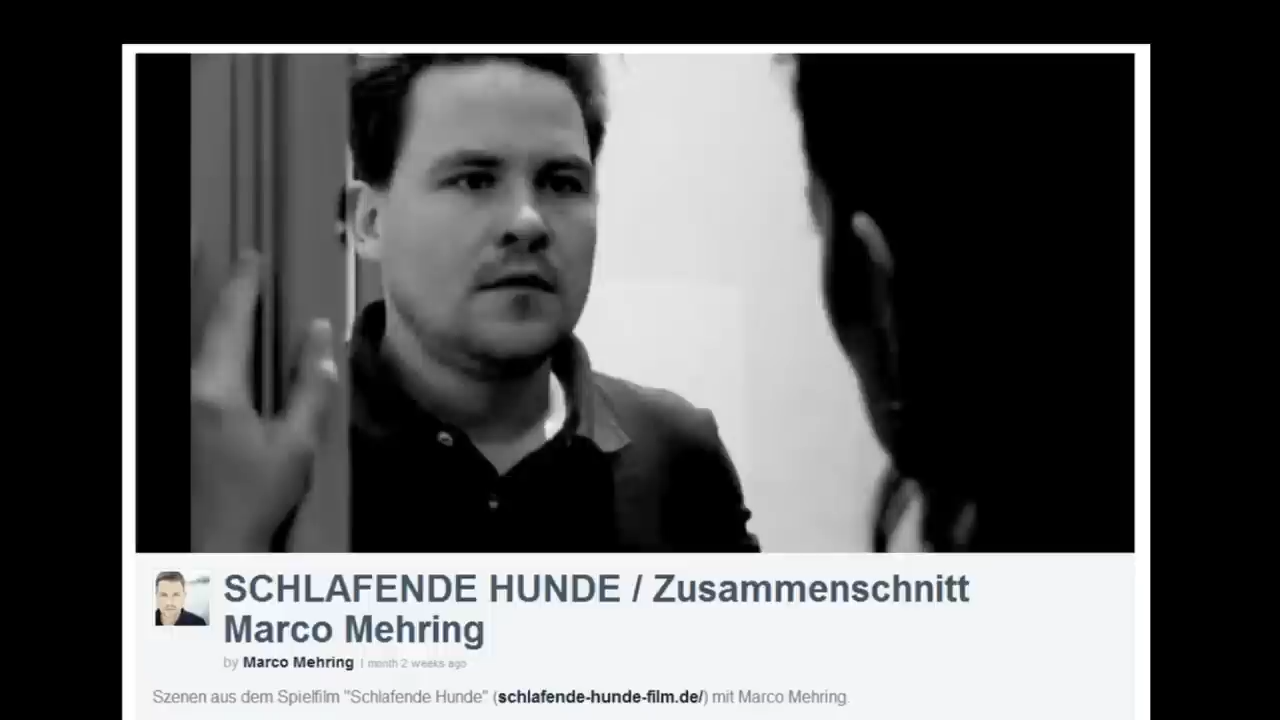 SCHLAFENDE HUNDE / Zusammenschnitt
Marco Mehring
by Marco Mehring 1 month 2 weeks ago
Szenen aus dem Spielfilm "Schlafende Hunde" (schlafende-hunde-film.de/) mit Marco Mehring.